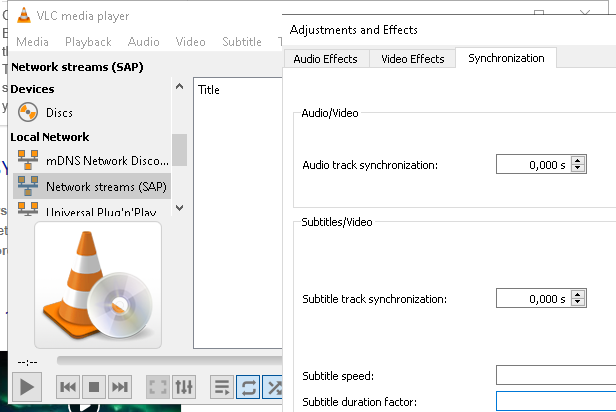 VLC media player
Media Playback Audio Video Subtitle
Network streams (SAP)
Devices
Discs
Local Network
mDNS Network Disco...
Network streams (SAP)
Universal Plug'n'Play
Title
--:--
Adjustments and Effects
Audio Effects Video Effects Synchronization
Audio/Video
Audio track synchronization: 0,000 s
Subtitles/Video
Subtitle track synchronization: 0,000 s
Subtitle speed:
Subtitle duration factor: